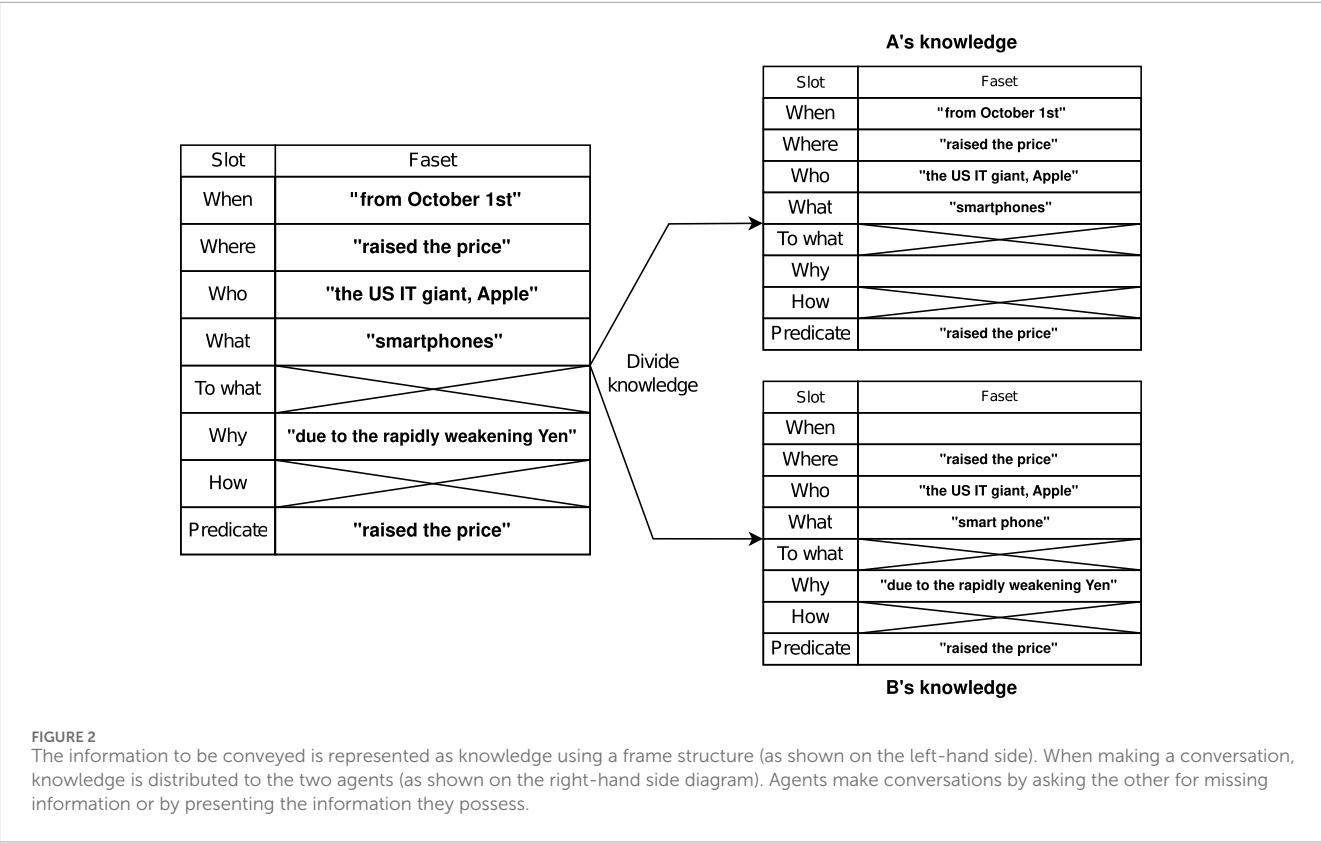 Slot Faset
When "from October 1st"
Where "raised the price"
Who "the US IT giant, Apple"
What "smartphones"
To what
Why "due to the rapidly weakening Yen"
How
Predicate "raised the price"
Divide
knowledge
A's knowledge
Slot Faset
When "from October 1st"
Where "raised the price"
Who "the US IT giant, Apple"
What "smartphones"
To what
Why
How
Predicate "raised the price"
Slot Faset
When
Where "raised the price"
Who "the US IT giant, Apple"
What "smart phone"
To what
Why "due to the rapidly weakening Yen"
How
Predicate "raised the price"
B's knowledge
FIGURE 2
The information to be conveyed is represented as knowledge using a frame structure (as shown on the left-hand side). When making a conversation,
knowledge is distributed to the two agents (as shown on the right-hand side diagram). Agents make conversations by asking the other for missing
information or by presenting the information they possess.